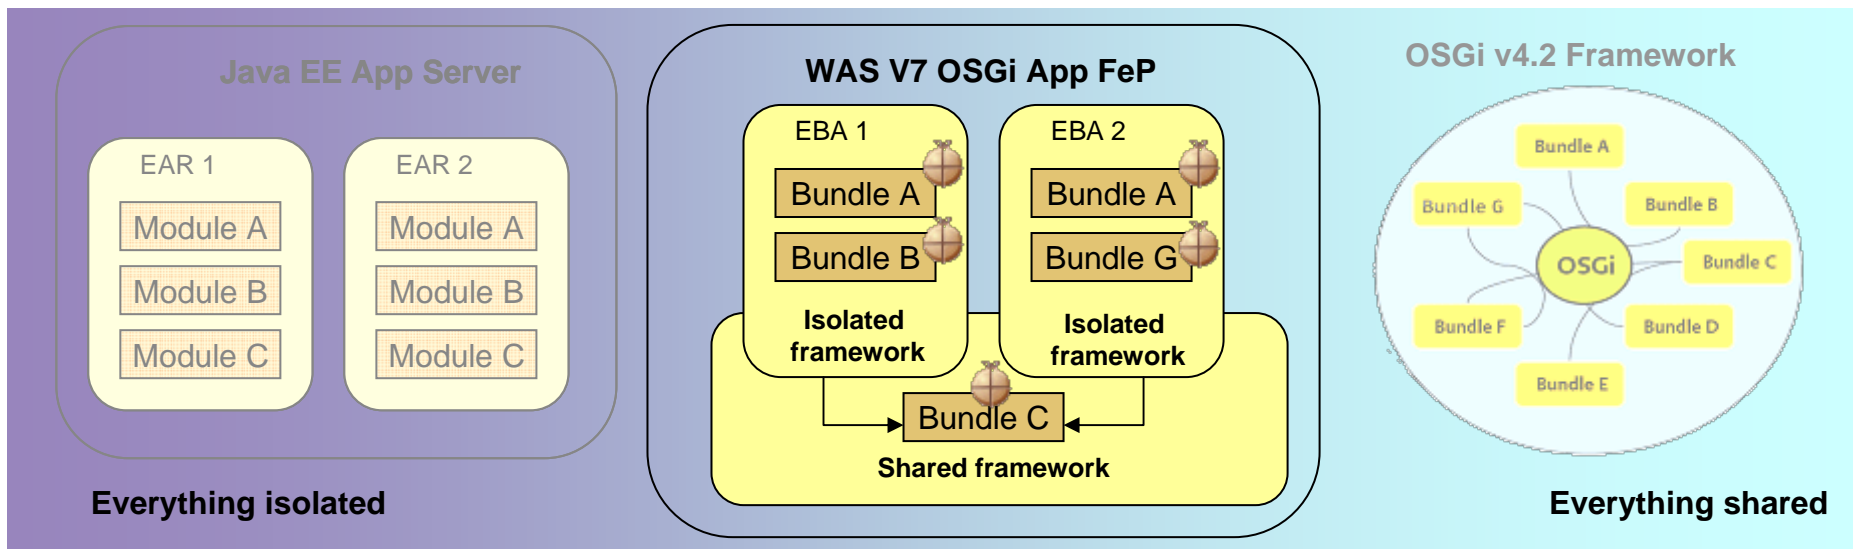 Java EE App Server
EAR 1
Module A
Module B
Module C
EAR 2
Module A
Module B
Module C
Everything isolated
WAS V7 OSGi App FeP
EBA 1
Bundle A
Bundle B
Isolated
framework
EBA 2
Bundle A
Bundle G
Isolated
framework
Bundle C
Shared framework
OSGi v4.2 Framework
Bundle A
Bundle G
Bundle B
OSGi
Bundle C
Bundle F
Bundle D
Bundle E
Everything shared